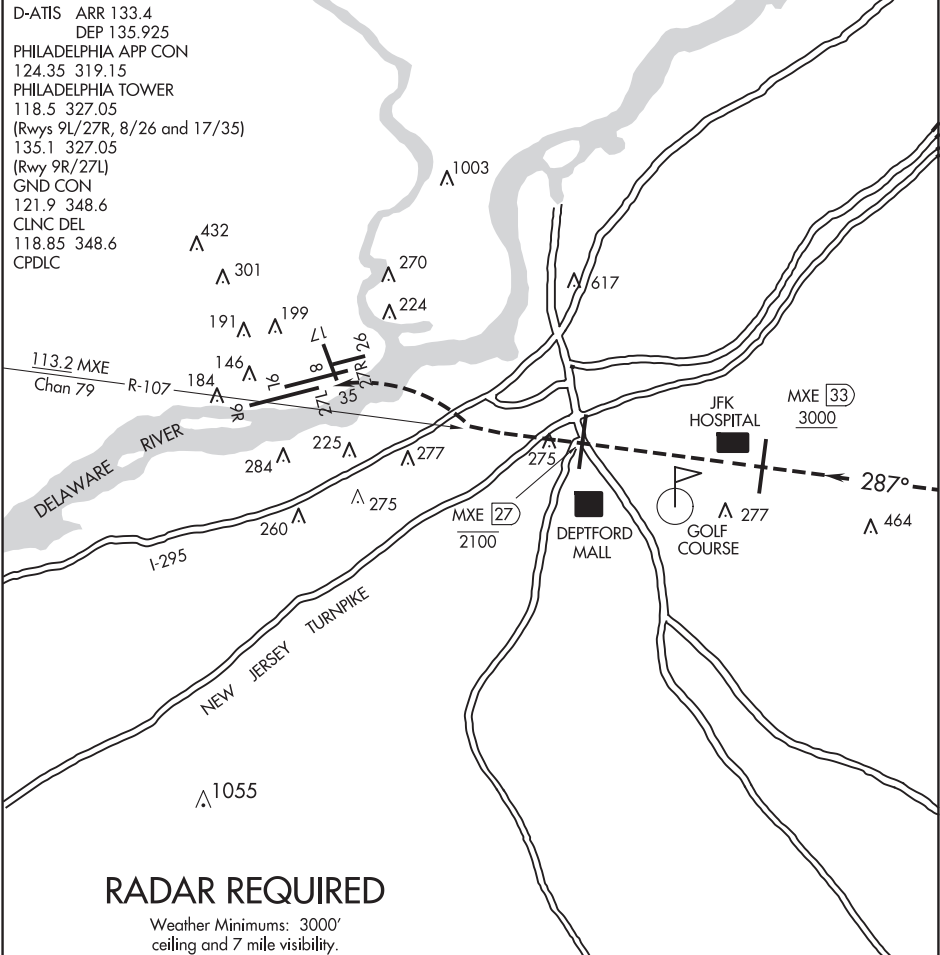 D-ATIS ARR 133.4
DEP 135.925
PHILADELPHIA APP CON
124.35 319.15
PHILADELPHIA TOWER
118.5 327.05
(Rwys 9L/27R, 8/26 and 17/35)
135.1 327.05
(Rwy 9R/27L)
GND CON
121.9 348.6
CLNC DEL
118.85 348.6
CPDLC
1003
432
301
270
617
224
191
199
17
26
8
27R
113.2 MXE
Chan 79
R-107
146
184
9L
9R
27L
35
JFK
HOSPITAL
MXE 33
3000
DELAWARE RIVER
284
225
277
275
287°
275
260
MXE 27
2100
DEPTFORD
MALL
GOLF
COURSE
277
464
I-295
NEW JERSEY TURNPIKE
1055
RADAR REQUIRED
Weather Minimums: 3000'
ceiling and 7 mile visibility.